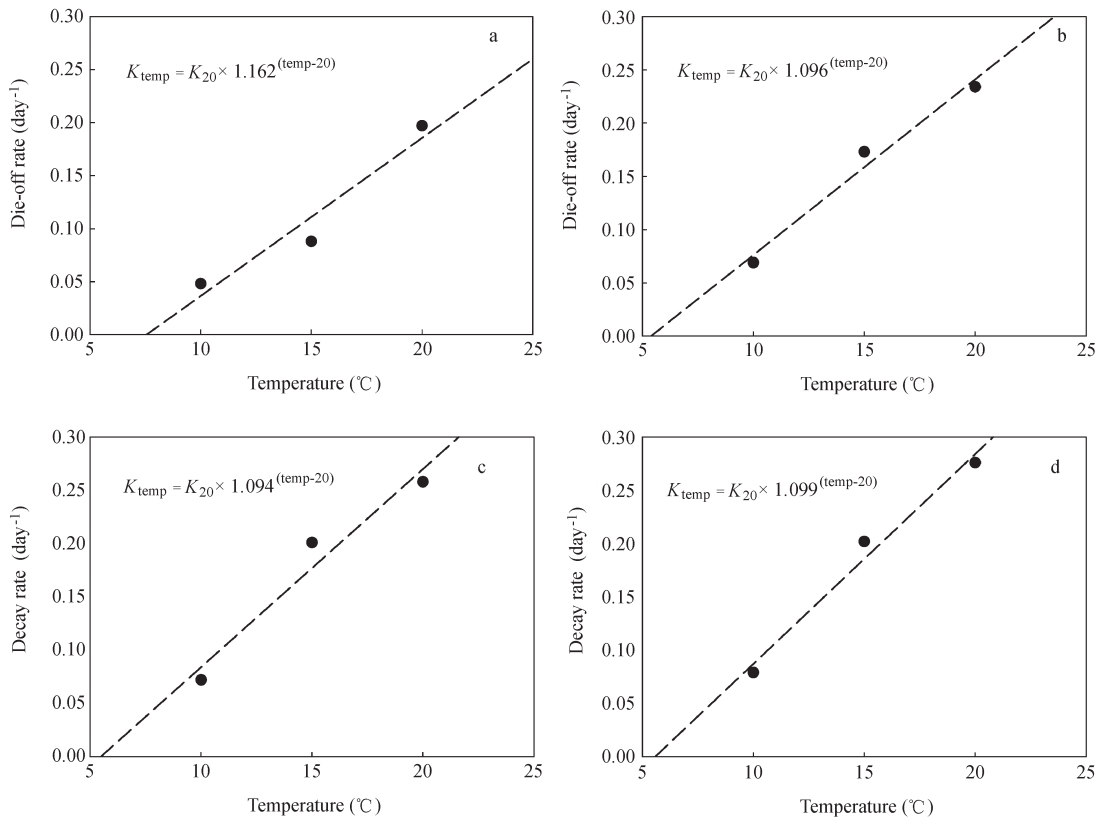 a
K_temp = K_20 × 1.162^(temp-20)
Die-off rate (day^-1)
0.30
0.25
0.20
0.15
0.10
0.05
0.00
5 10 15 20 25
Temperature (℃)
b
K_temp = K_20 × 1.096^(temp-20)
Die-off rate (day^-1)
0.30
0.25
0.20
0.15
0.10
0.05
0.00
5 10 15 20 25
Temperature (℃)
c
K_temp = K_20 × 1.094^(temp-20)
Decay rate (day^-1)
0.30
0.25
0.20
0.15
0.10
0.05
0.00
5 10 15 20 25
Temperature (℃)
d
K_temp = K_20 × 1.099^(temp-20)
Decay rate (day^-1)
0.30
0.25
0.20
0.15
0.10
0.05
0.00
5 10 15 20 25
Temperature (℃)